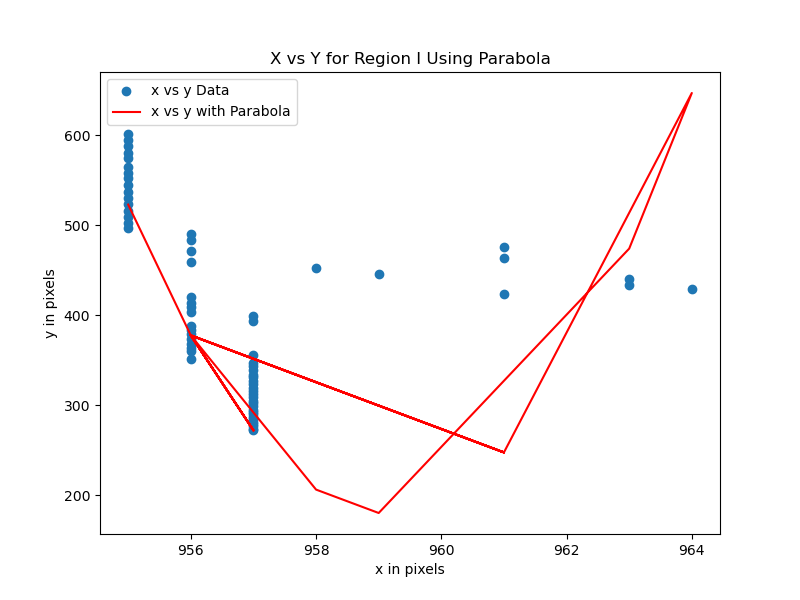 X vs Y for Region I Using Parabola
x vs y Data
x vs y with Parabola
600
500
400
300
200
y in pixels
956 958 960 962 964
x in pixels